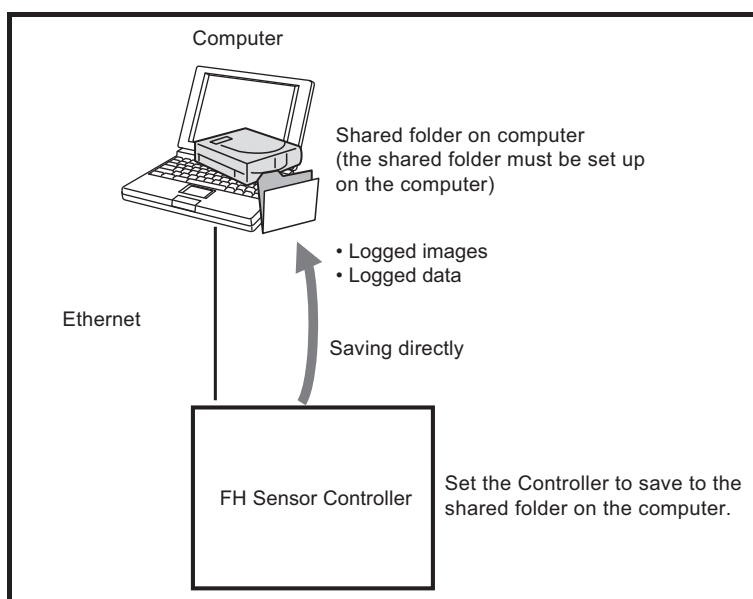 Computer
Shared folder on computer
(the shared folder must be set up
on the computer)
• Logged images
• Logged data
Ethernet
Saving directly
FH Sensor Controller
Set the Controller to save to the
shared folder on the computer.